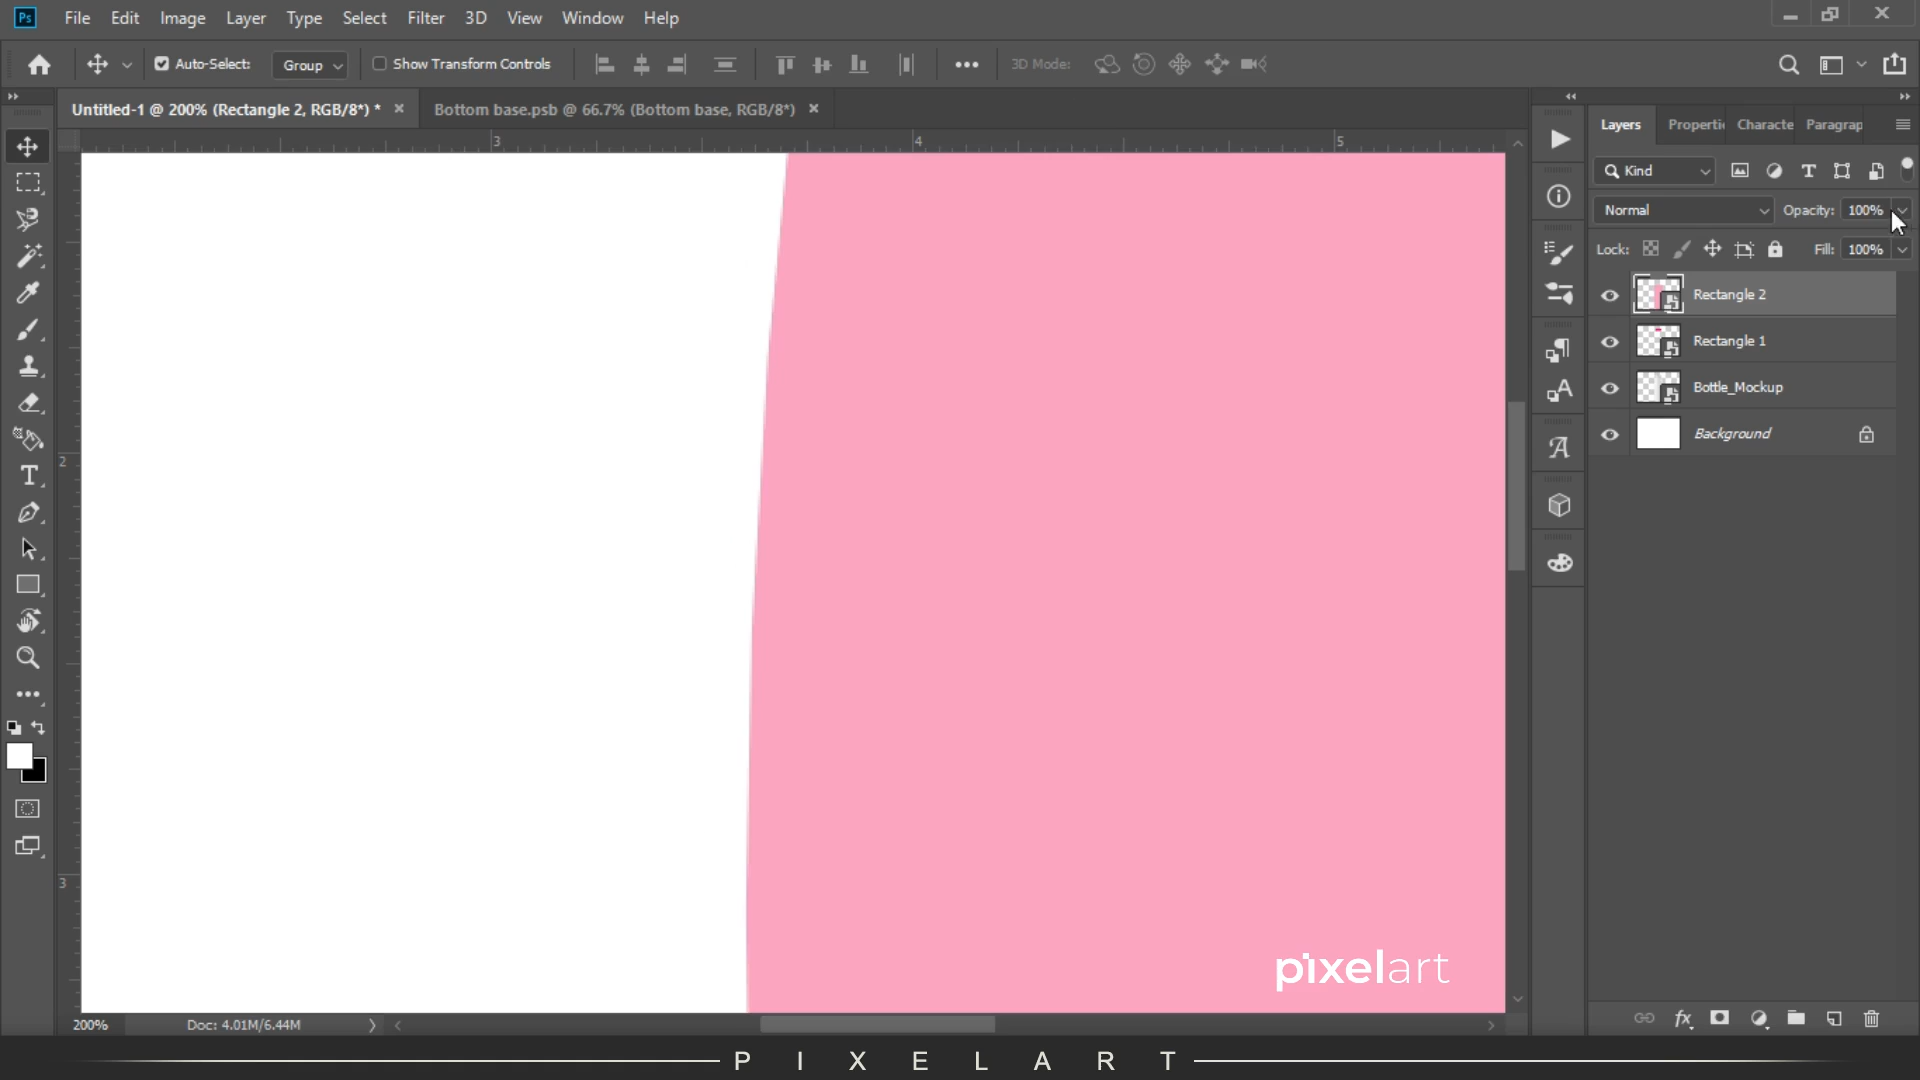 Ps File Edit Image Layer Type Select Filter 3D View Window Help
Auto-Select: Group Show Transform Controls 3D Mode:
Untitled-1 @ 200% (Rectangle 2, RGB/8*) * × Bottom base.psb @ 66.7% (Bottom base, RGB/8*) ×
Layers Properti Characte Paragrap
3 4 5
Kind
Normal Opacity: 100%
Lock: Fill: 100%
Rectangle 2
Rectangle 1
Bottle_Mockup
Background
2
3
pixelart
200% Doc: 4.01M/6.44M
PIXELART